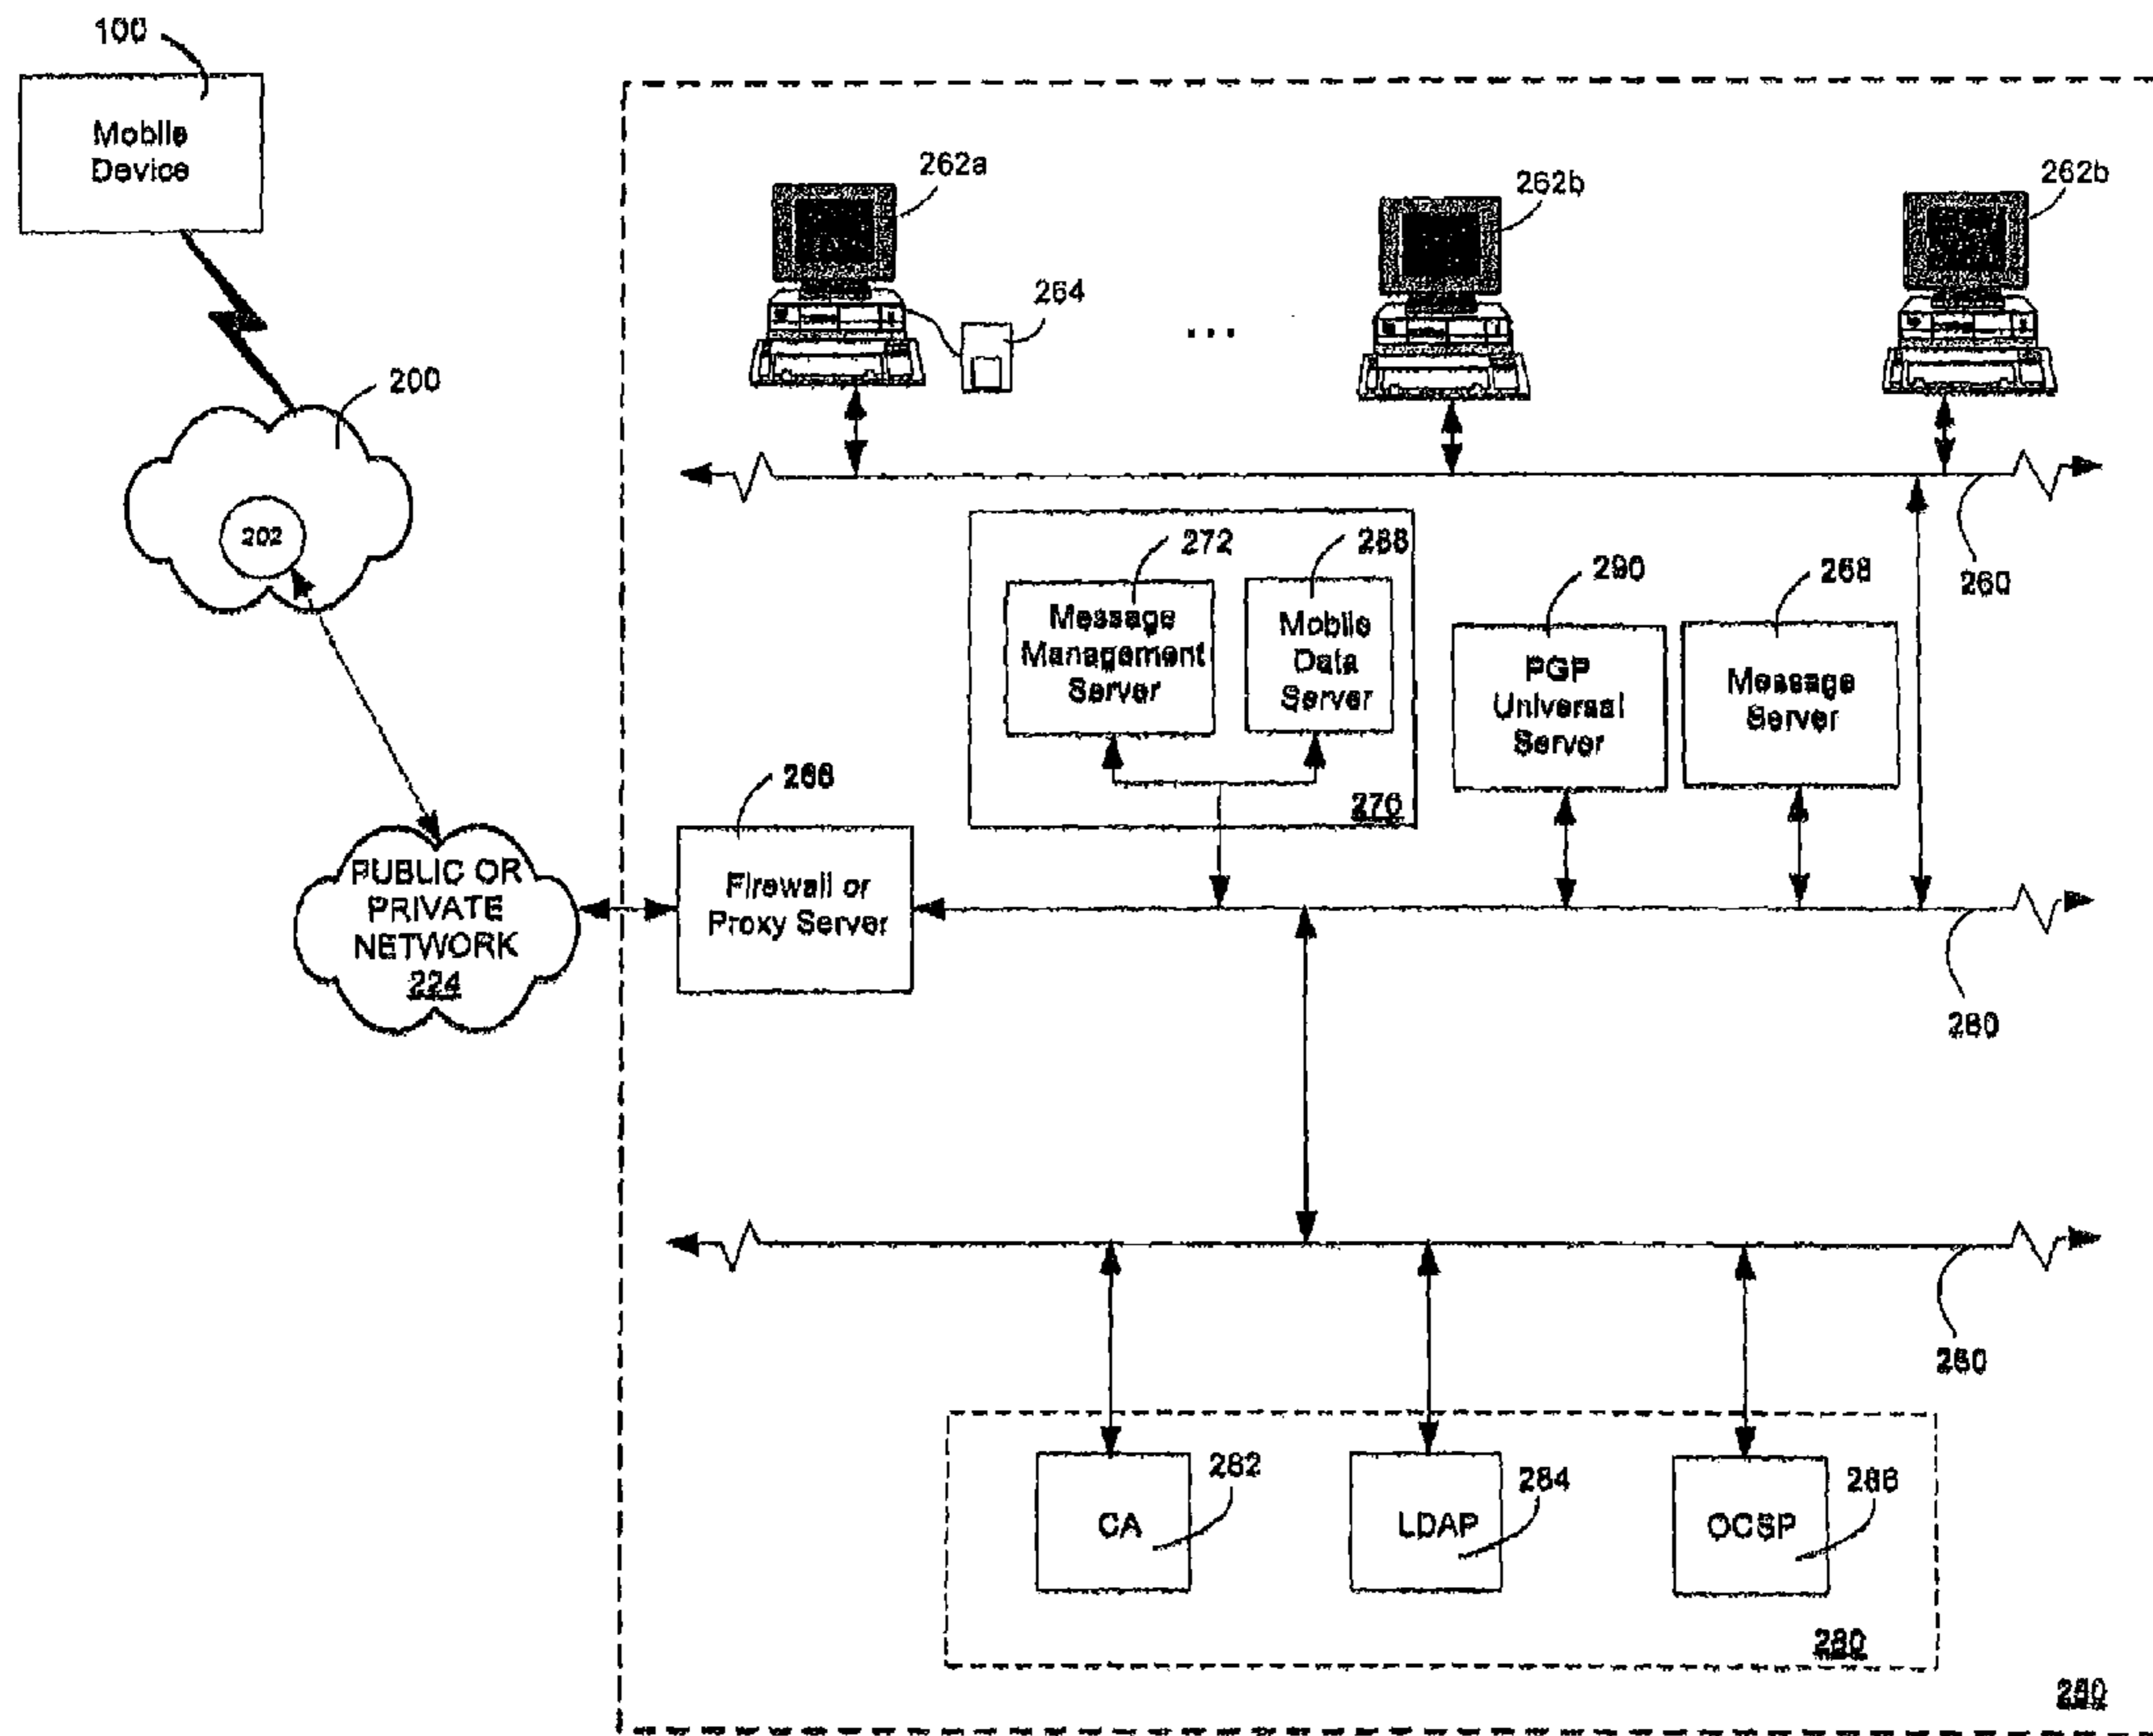 100
Mobile
Device
262a
262b
262b
264
...
200
202
272
288
290
268
260
Message
Management
Server
Mobile
Data
Server
PGP
Universal
Server
Message
Server
270
266
PUBLIC OR
PRIVATE
NETWORK
224
Firewall or
Proxy Server
260
260
282
284
286
CA
LDAP
OCSP
280
250